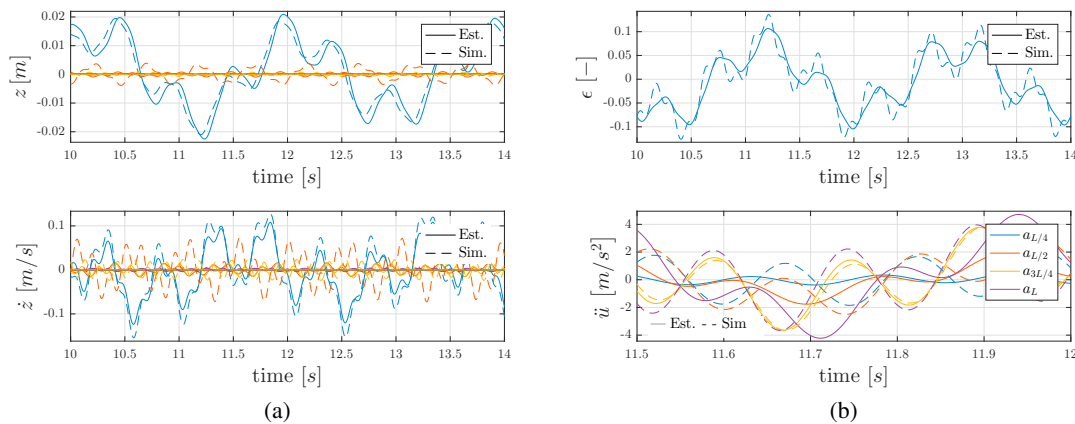 0.02
0.01
0
-0.01
-0.02
z [m]
Est.
Sim.
10 10.5 11 11.5 12 12.5 13 13.5 14
time [s]
0.1
0
-0.1
ż [m/s]
Est.
Sim.
10 10.5 11 11.5 12 12.5 13 13.5 14
time [s]
(a)
0.1
0.05
0
-0.05
-0.1
ϵ [−]
Est.
Sim.
10 10.5 11 11.5 12 12.5 13 13.5 14
time [s]
4
2
0
-2
-4
ü [m/s²]
a_{L/4}
a_{L/2}
a_{3L/4}
a_L
Est. Sim
11.5 11.6 11.7 11.8 11.9 12
time [s]
(b)